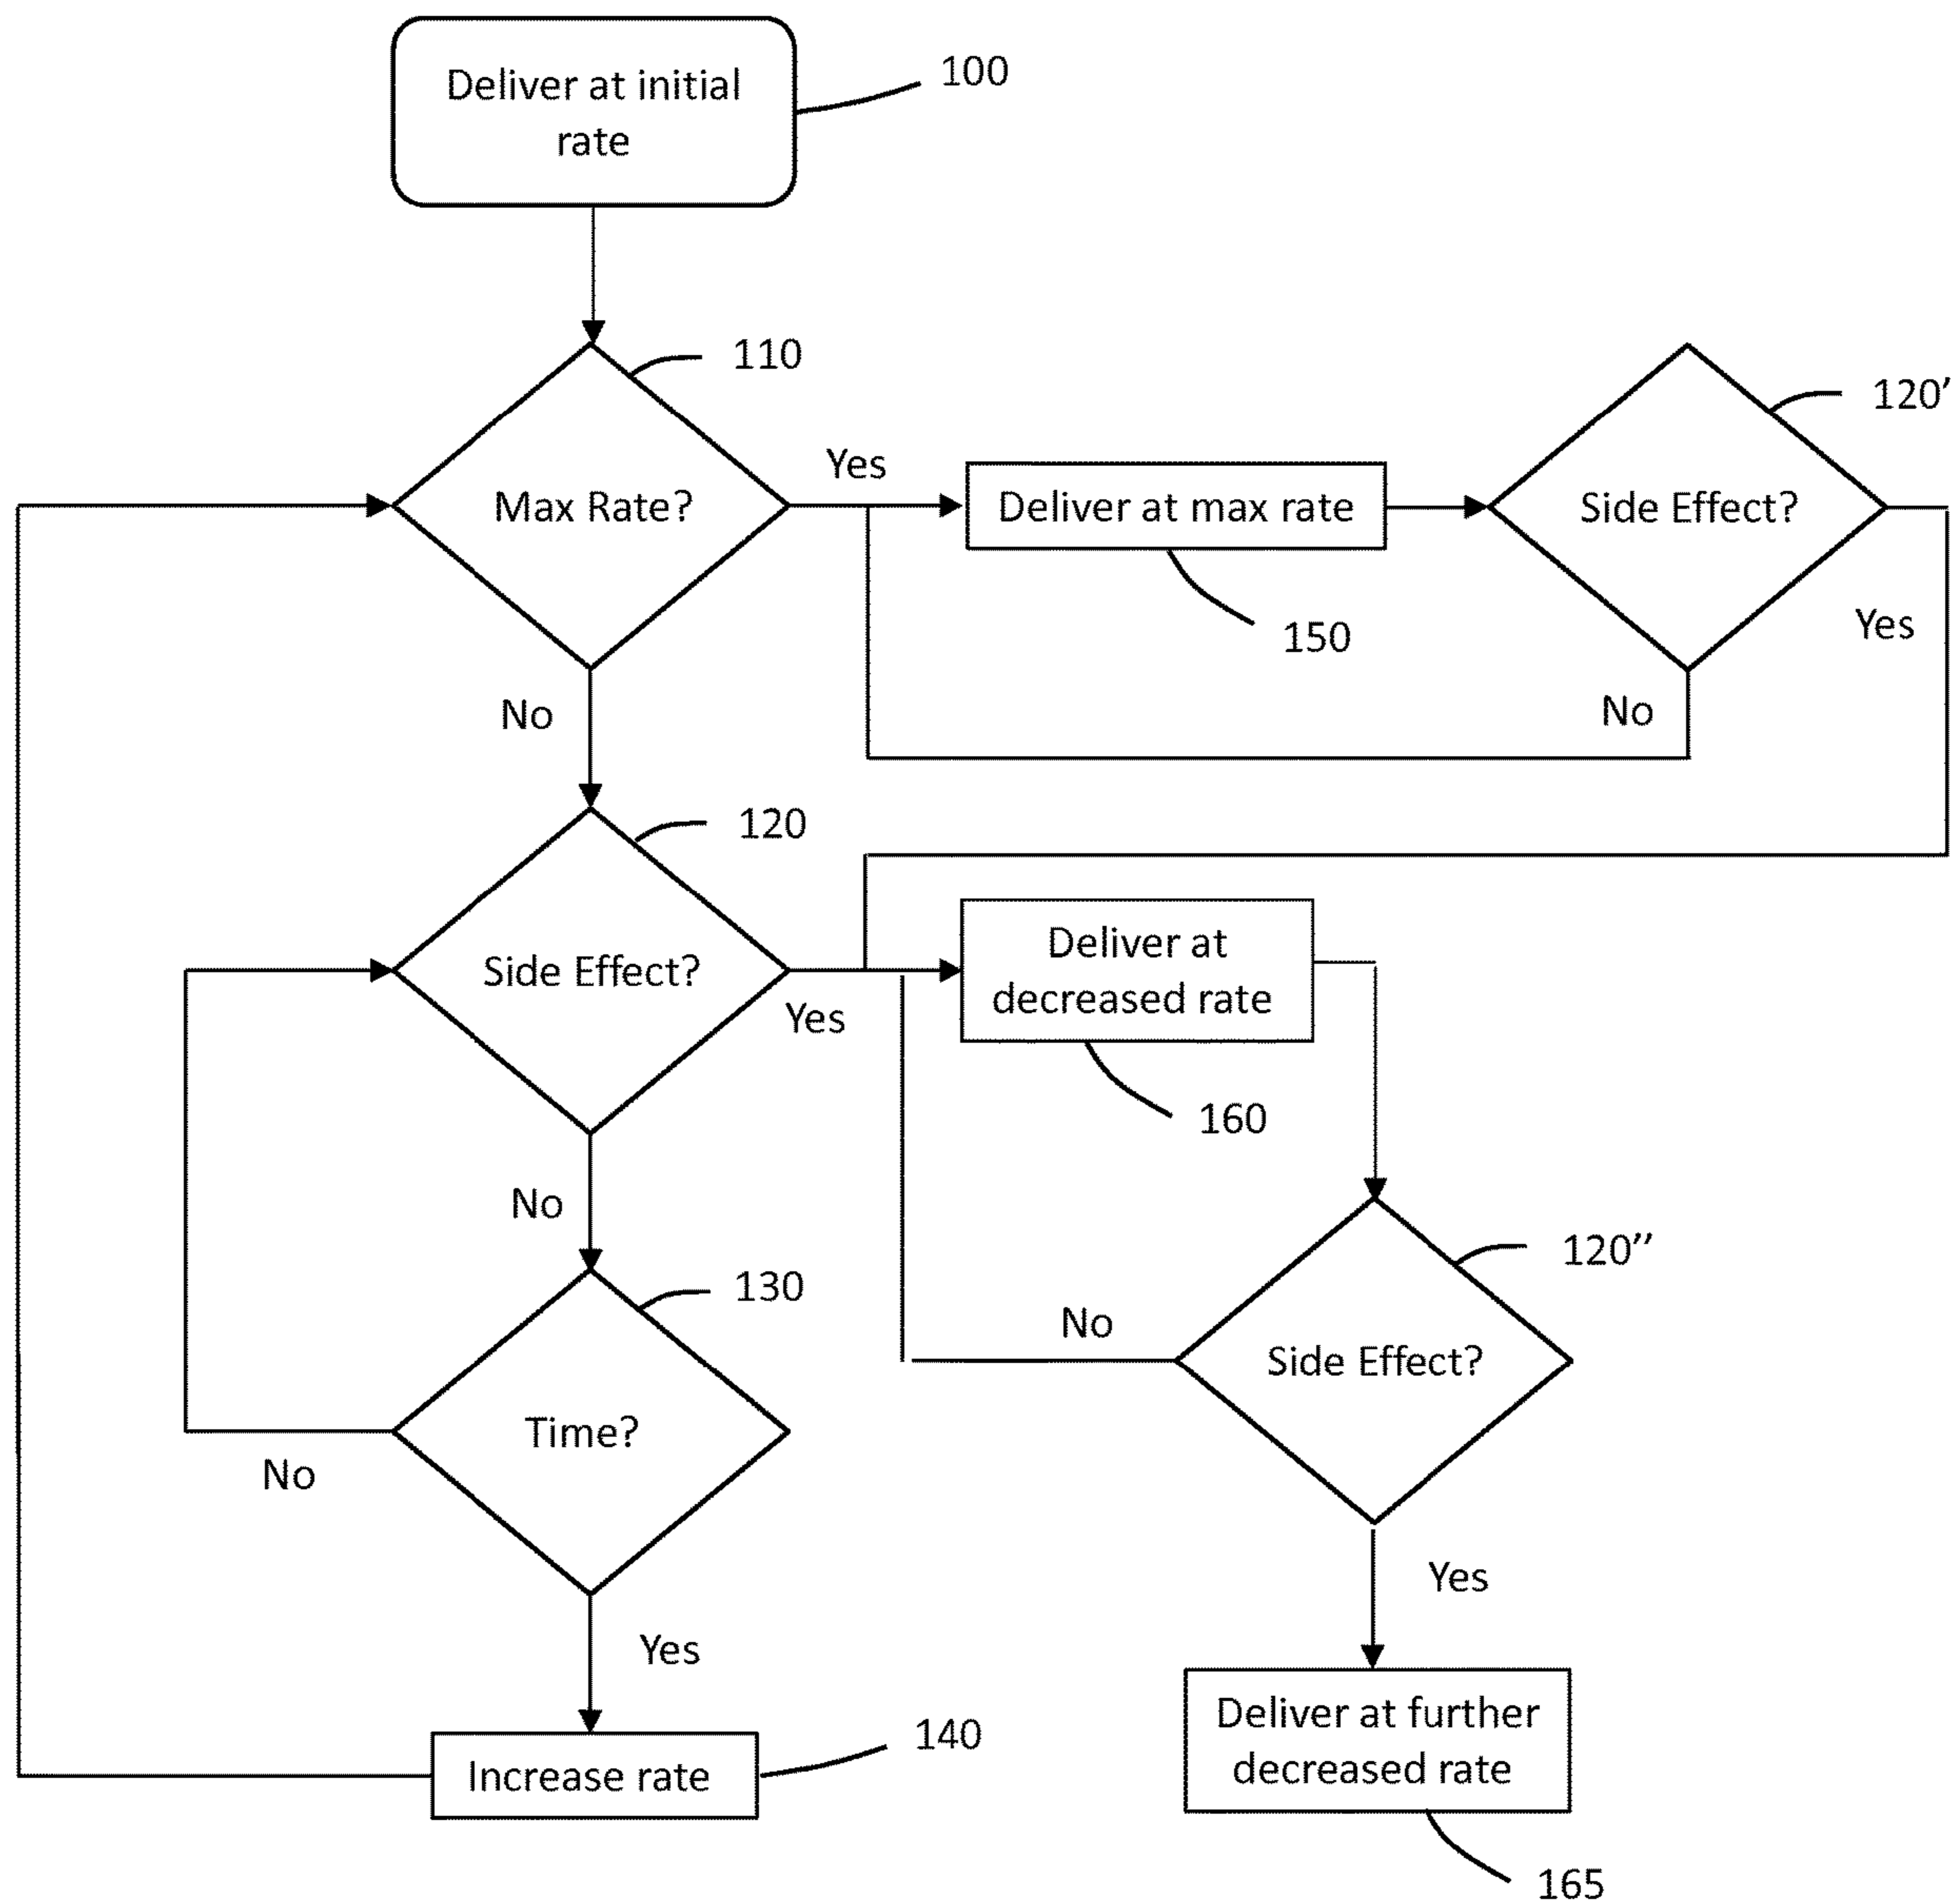 Deliver at initial
rate
100
110
120’
Yes
Max Rate?
Deliver at max rate
Side Effect?
150
Yes
No
No
120
Deliver at
decreased rate
Side Effect?
Yes
160
No
120’’
130
No
Side Effect?
Time?
No
Yes
Yes
Deliver at further
decreased rate
140
Increase rate
165